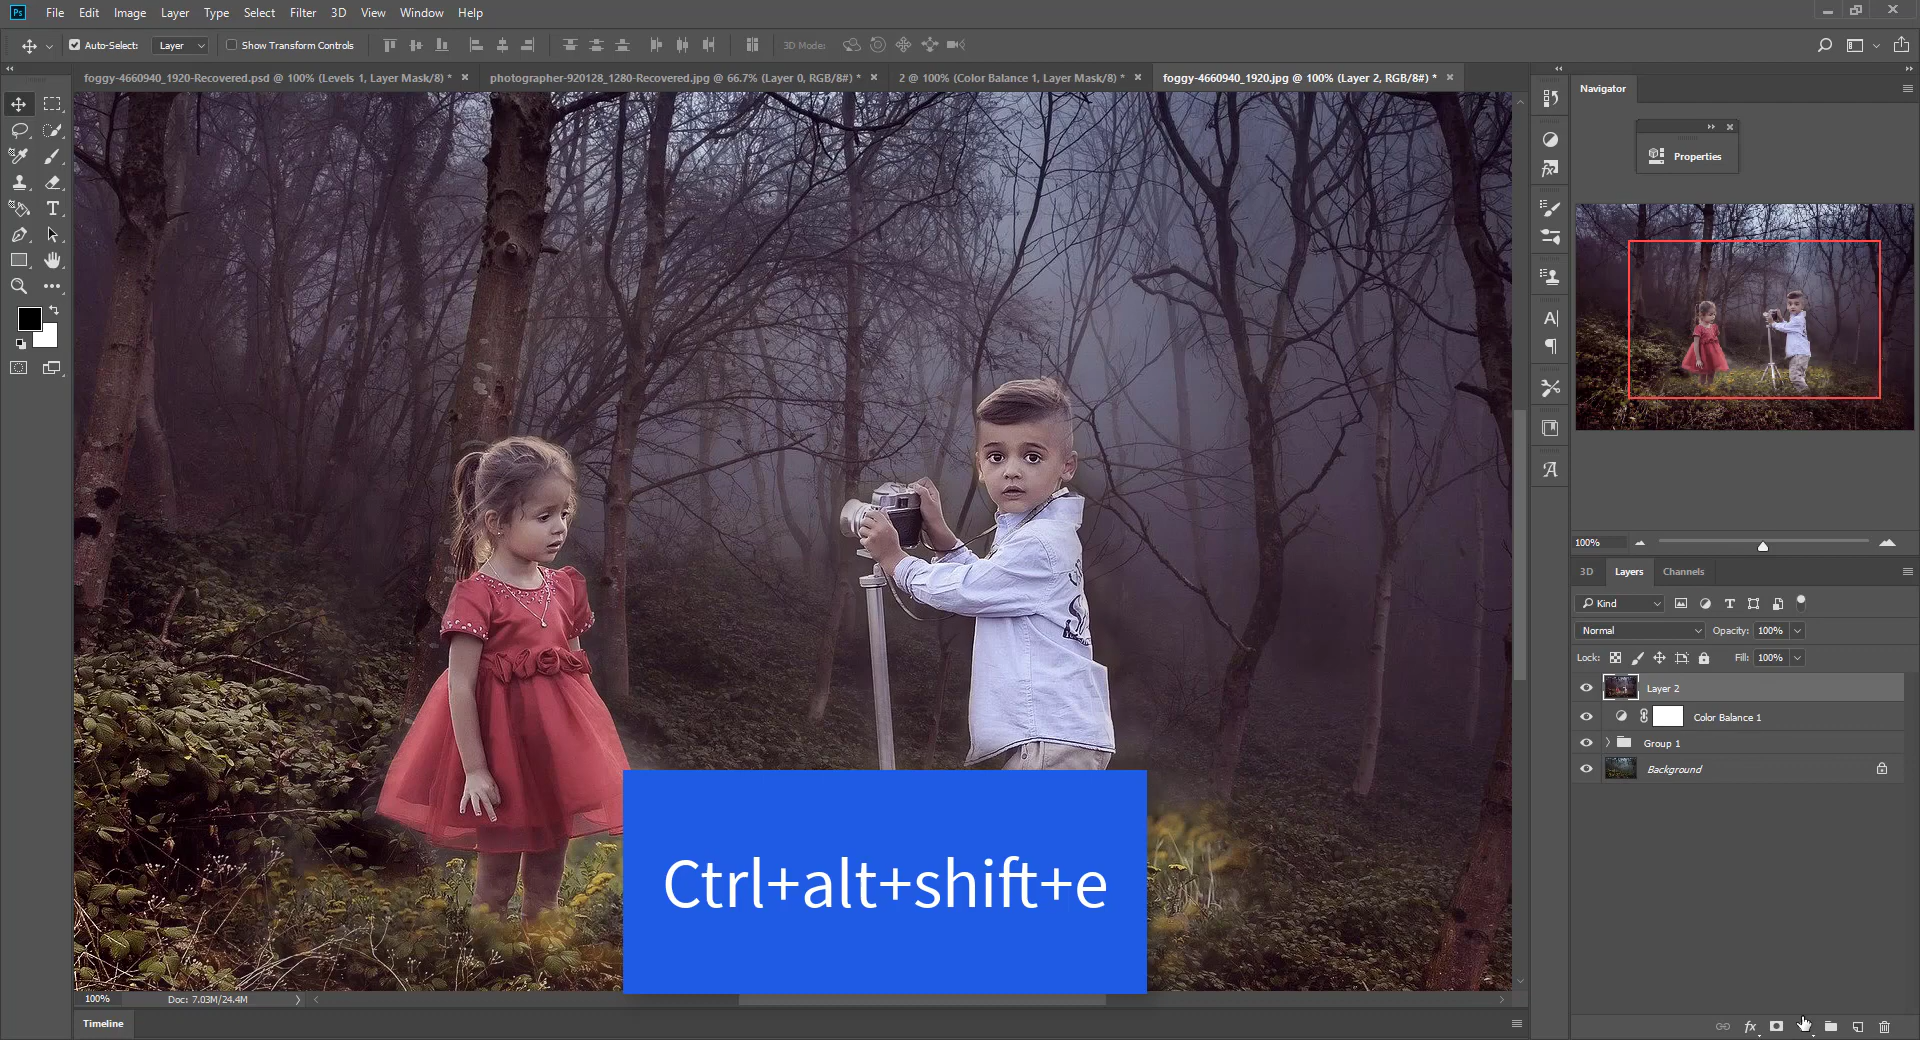 Ps File Edit Image Layer Type Select Filter 3D View Window Help
Auto-Select: Layer Show Transform Controls 3D Mode:
foggy-4660940_1920-Recovered.psd @ 100% (Levels 1, Layer Mask/8) * photographer-920128_1280-Recovered.jpg @ 66.7% (Layer 0, RGB/8#) * 2 @ 100% (Color Balance 1, Layer Mask/8) * foggy-4660940_1920.jpg @ 100% (Layer 2, RGB/8#) *
Navigator
Properties
100%
3D Layers Channels
Kind
Normal Opacity: 100%
Lock: Fill: 100%
Layer 2
Color Balance 1
Group 1
Background
Ctrl+alt+shift+e
100% Doc: 7.03M/24.4M
Timeline
fx